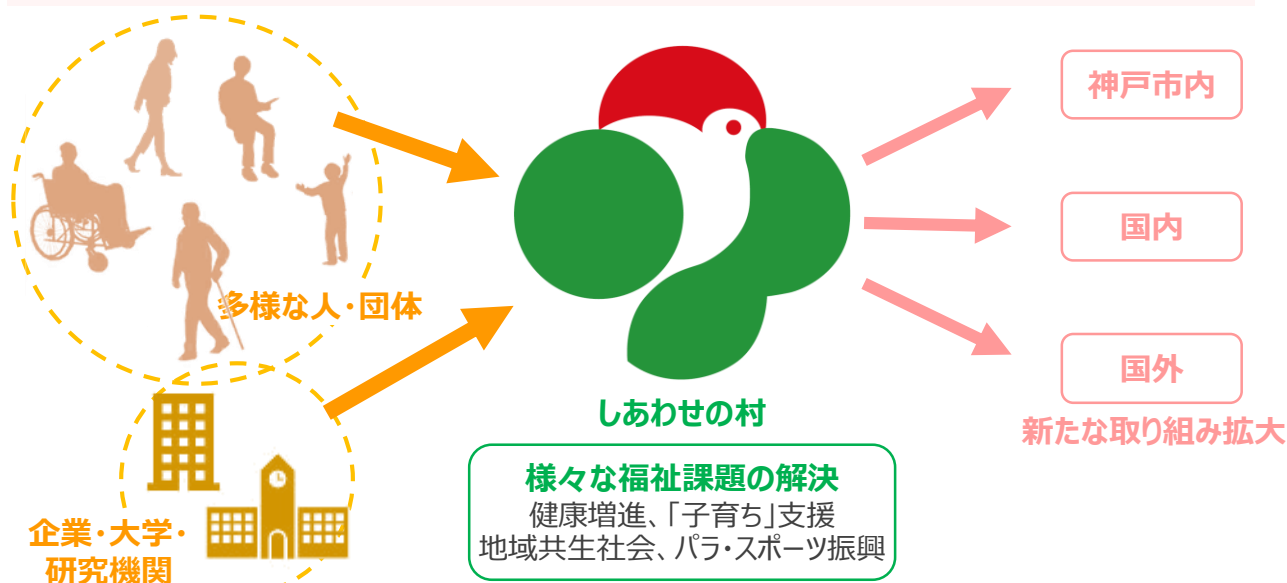 多様な人・団体
企業・大学・
研究機関
しあわせの村
様々な福祉課題の解決
健康増進、「子育ち」支援
地域共生社会、パラ・スポーツ振興
神戸市内
国内
国外
新たな取り組み拡大